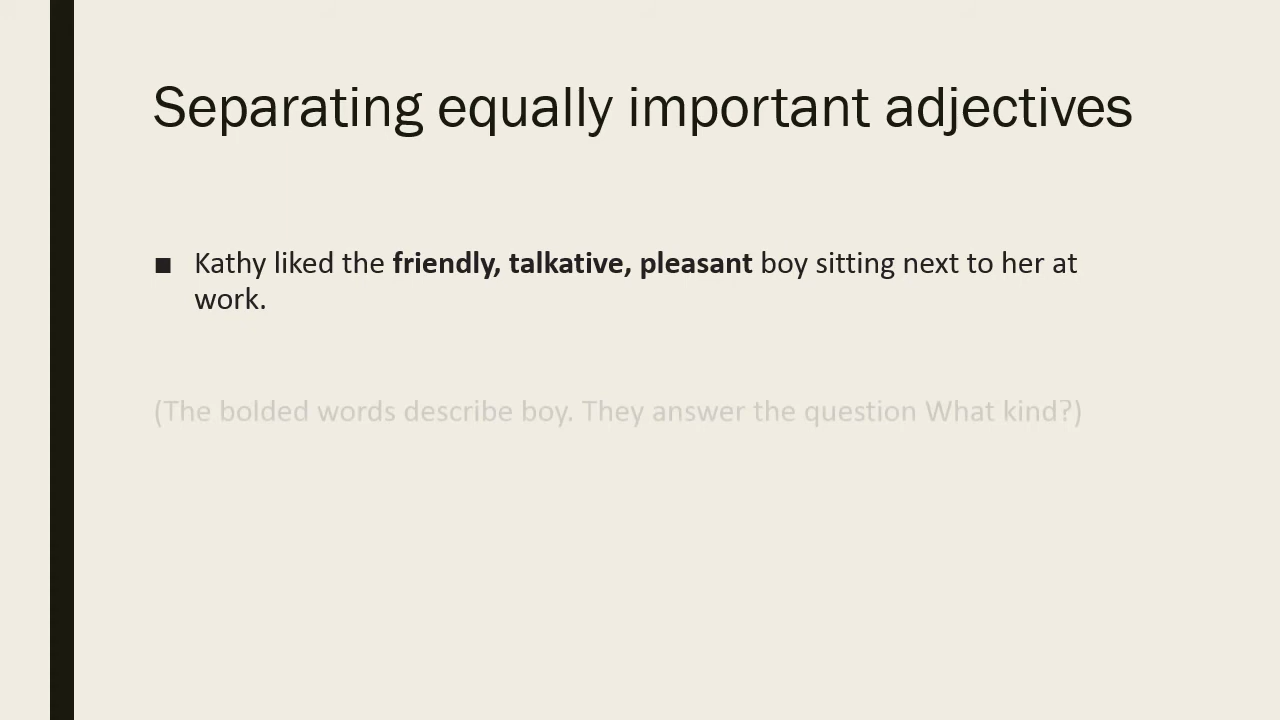 Separating equally important adjectives
▪ Kathy liked the friendly, talkative, pleasant boy sitting next to her at
work.
(The bolded words describe boy. They answer the question What kind?)